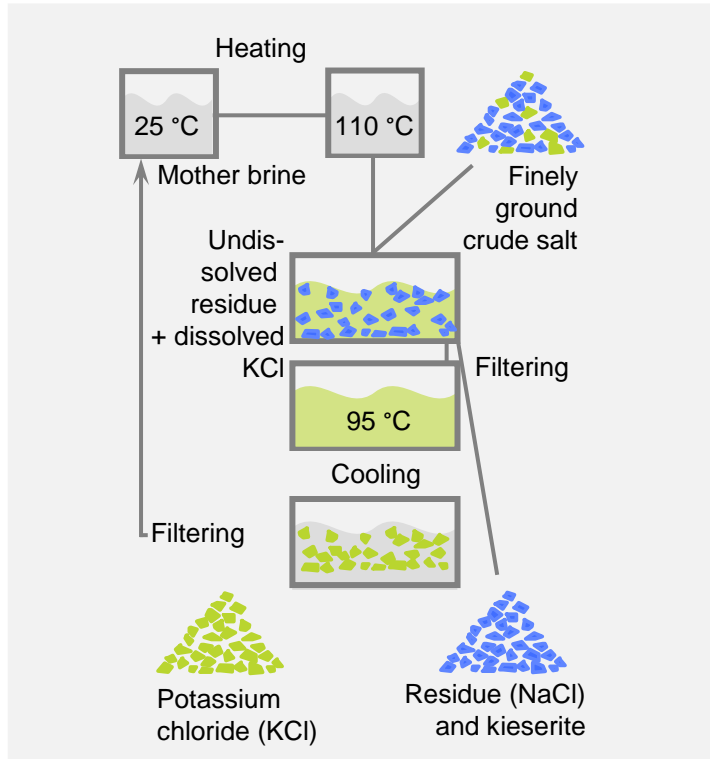 Heating
25 °C
110 °C
Mother brine
Finely
ground
crude salt
Undis-
solved
residue
+ dissolved
KCl
Filtering
95 °C
Cooling
Filtering
Potassium
chloride (KCl)
Residue (NaCl)
and kieserite